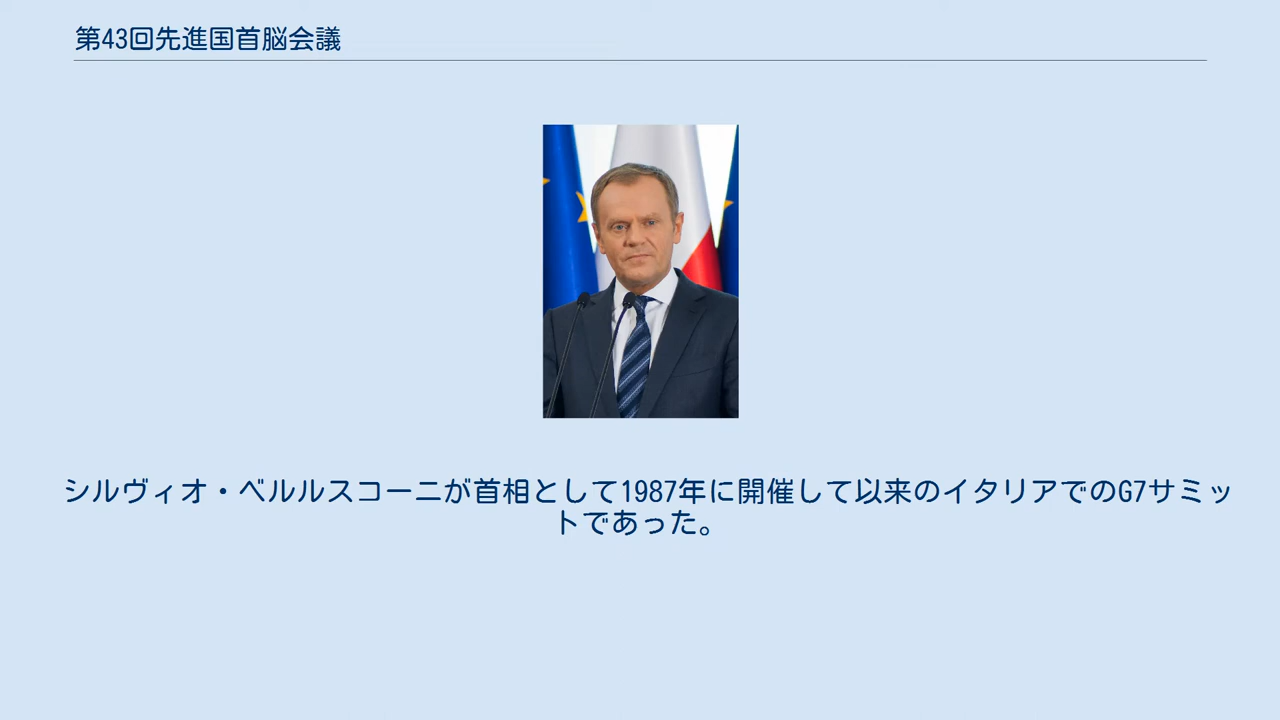 第43回先進国首脳会議
シルヴィオ・ベルルスコーニが首相として1987年に開催して以来のイタリアでのG7サミッ
トであった。